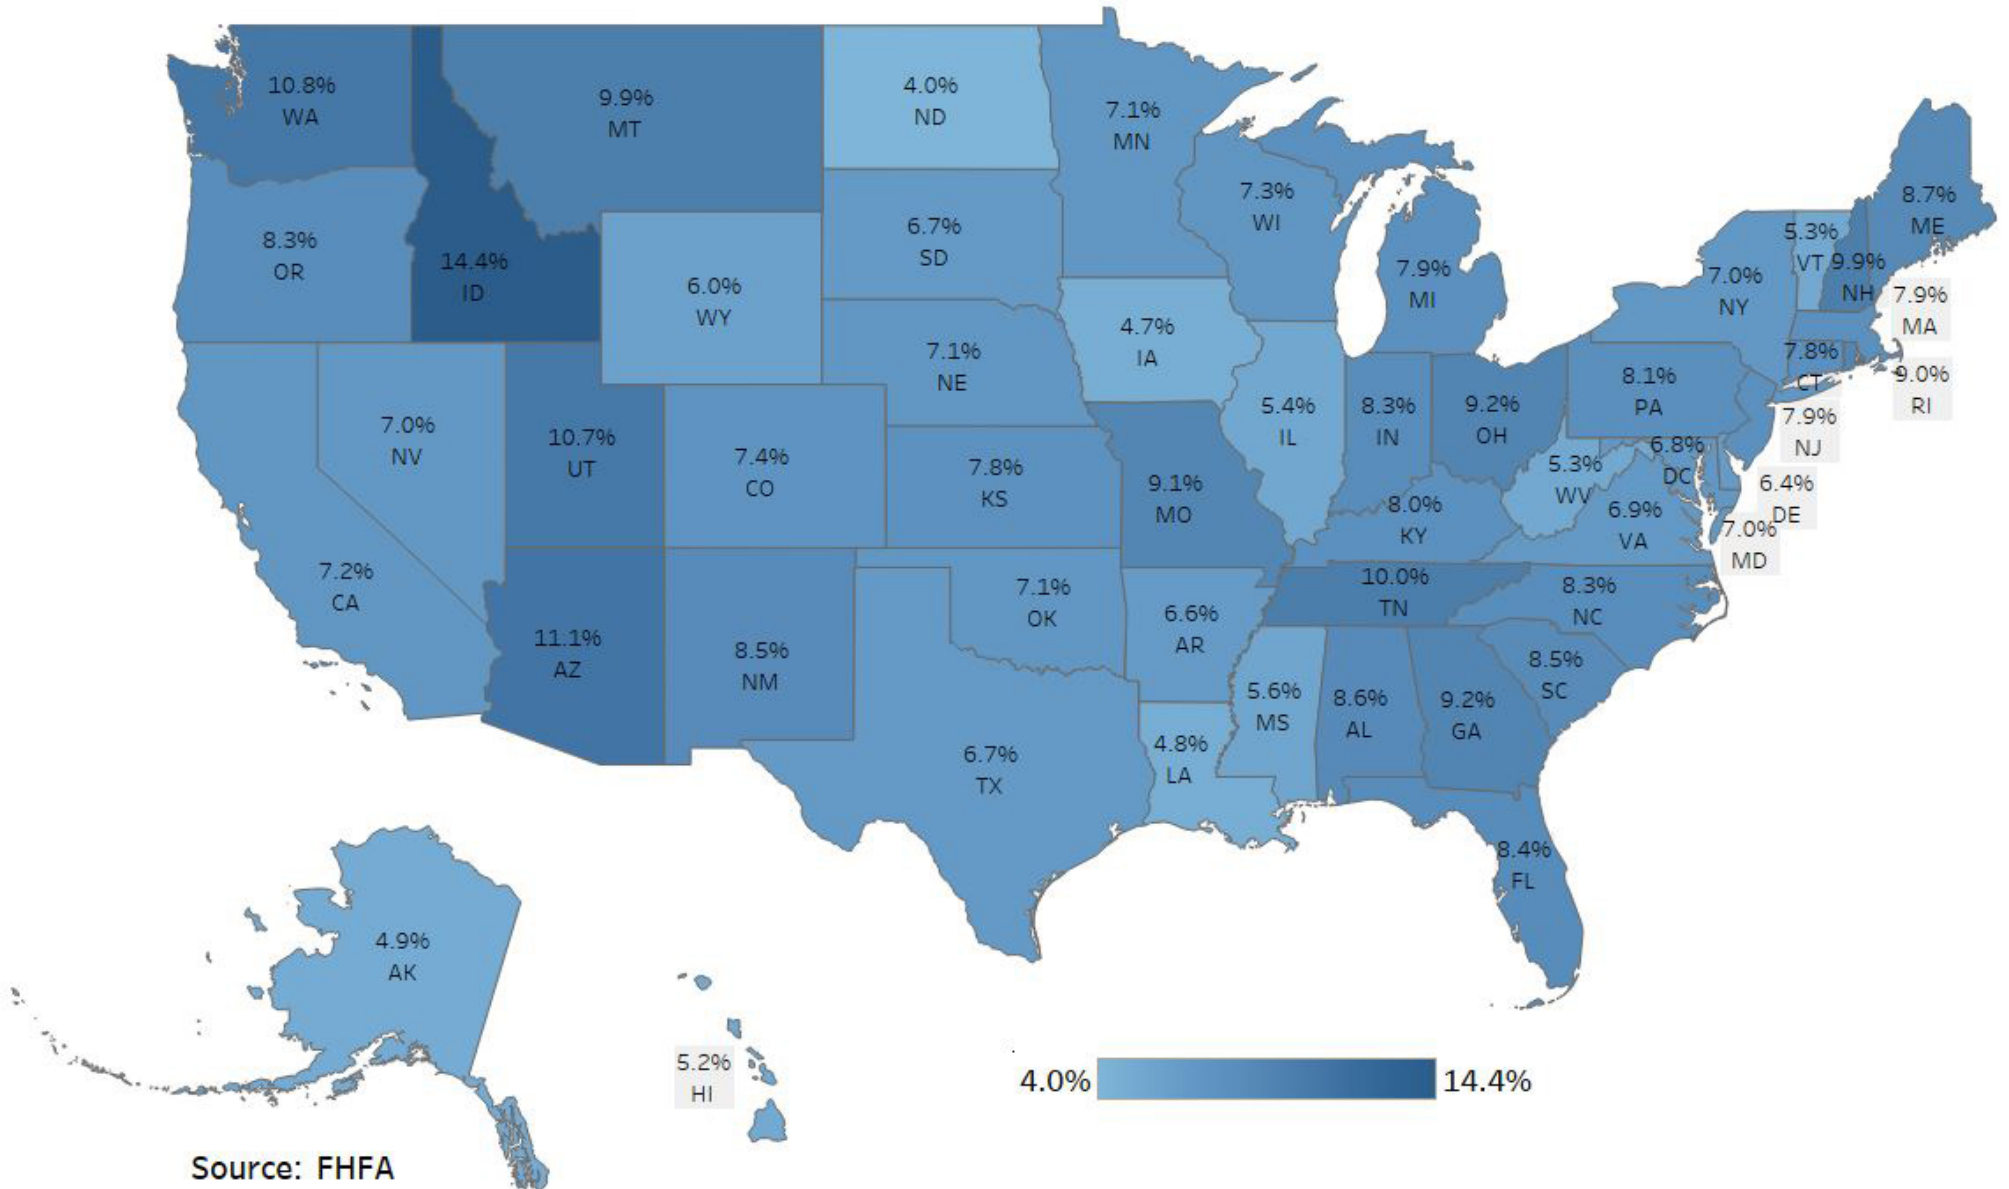 10.8%
WA
9.9%
MT
4.0%
ND
7.1%
MN
8.3%
OR
14.4%
ID
6.0%
WY
6.7%
SD
7.3%
WI
7.9%
MI
8.7%
ME
5.3%
VT
9.9%
NH
7.0%
NY
7.9%
MA
7.8%
CT
9.0%
RI
7.1%
NE
4.7%
IA
5.4%
IL
8.3%
IN
9.2%
OH
8.1%
PA
7.9%
NJ
7.0%
NV
10.7%
UT
7.4%
CO
7.8%
KS
9.1%
MO
5.3%
WV
6.8%
DC
6.4%
DE
7.0%
MD
8.0%
KY
6.9%
VA
7.2%
CA
11.1%
AZ
8.5%
NM
7.1%
OK
6.6%
AR
10.0%
TN
8.3%
NC
8.5%
SC
6.7%
TX
4.8%
LA
5.6%
MS
8.6%
AL
9.2%
GA
8.4%
FL
4.9%
AK
5.2%
HI
4.0%
14.4%
Source: FHFA